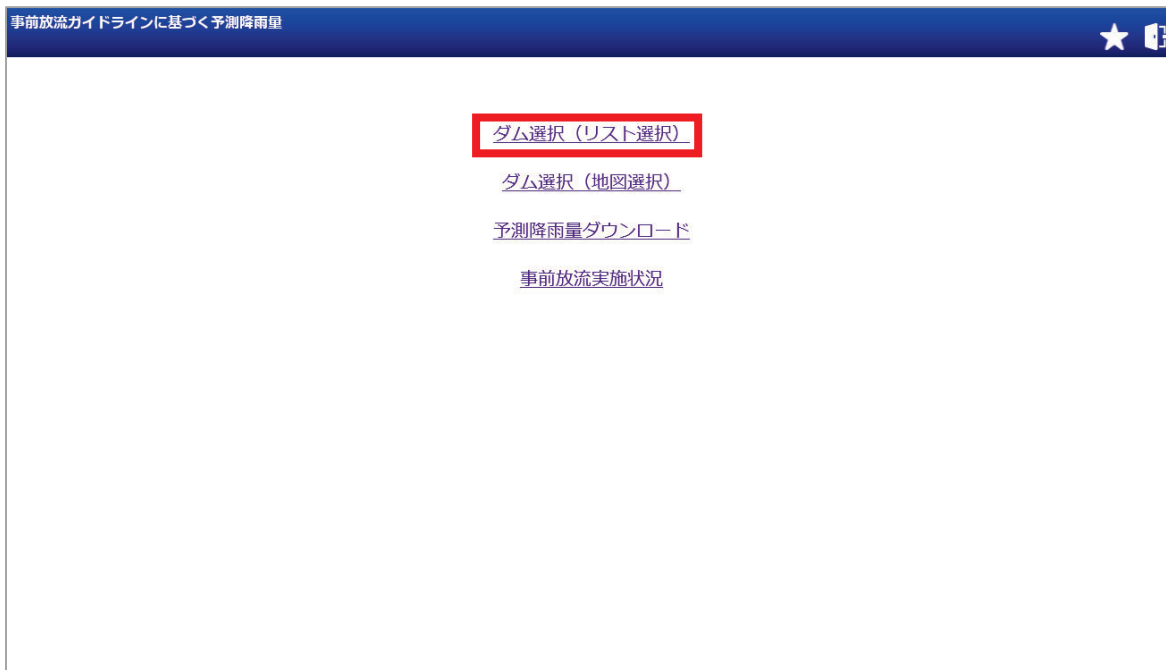 事前放流ガイドラインに基づく予測降雨量
ダム選択（リスト選択）
ダム選択（地図選択）
予測降雨量ダウンロード
事前放流実施状況